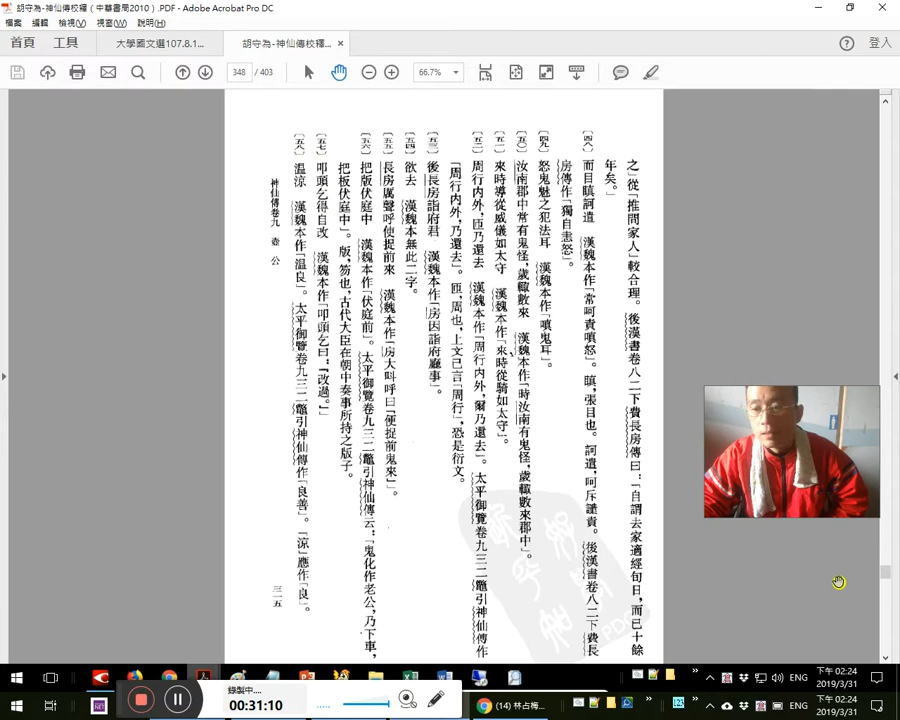 胡守為-神仙傳校釋（中華書局2010）.PDF - Adobe Acrobat Pro DC
檔案 編輯 檢視(V) 視窗(W) 說明(H)
首頁 工具 大學國文選107.8.1... 胡守為-神仙傳校釋... × 登入
348 / 403 66.7%
之」從「推問家人」較合理。後漢書卷八二下費長房傳曰：「自謂去家適經旬日，而已十餘
年矣。」
〔四八〕而目瞋訶遣　漢魏本作「常呵責嗔怒」。瞋，張目也。訶遣，呵斥譴責。後漢書卷八二下費長
房傳作「獨自恚怒」。
〔四九〕怒鬼魅之犯法耳　漢魏本作「嗔鬼耳」。
〔五〇〕汝南郡中常有鬼怪，歲輒數來　漢魏本作「時汝南有鬼怪，歲輒數來郡中」。
〔五一〕來時導從威儀如太守　漢魏本作「來時從騎如太守」。
〔五二〕周行內外，匝乃還去　漢魏本作「周行內外，爾乃還去」。太平御覽卷九三二鼈引神仙傳作
「周行內外，乃還去」。匝，周也，上文已言「周行」，恐是衍文。
〔五三〕後長房詣府君　漢魏本作「房因詣府廳事」。
〔五四〕欲去　漢魏本無此二字。
〔五五〕長房厲聲呼使捉前來　漢魏本作「房大叫呼曰『便捉前鬼來』」。
〔五六〕把版伏庭中　漢魏本作「伏庭前」。太平御覽卷九三二鼈引神仙傳云：「鬼化作老公，乃下車，
把板伏庭中」。版，笏也，古代大臣在朝中奏事所持之版子。
〔五七〕叩頭乞得自改　漢魏本作「叩頭乞曰：『改過。』」
〔五八〕溫涼　漢魏本作「溫良」。太平御覽卷九三二鼈引神仙傳作「良善」。「涼」應作「良」。
神仙傳卷九　壺　公
三一五
錄製中....
00:31:10
ENG 下午 02:24
2019/3/31
(14) 林占梅...
ENG 下午 02:24
2019/3/31